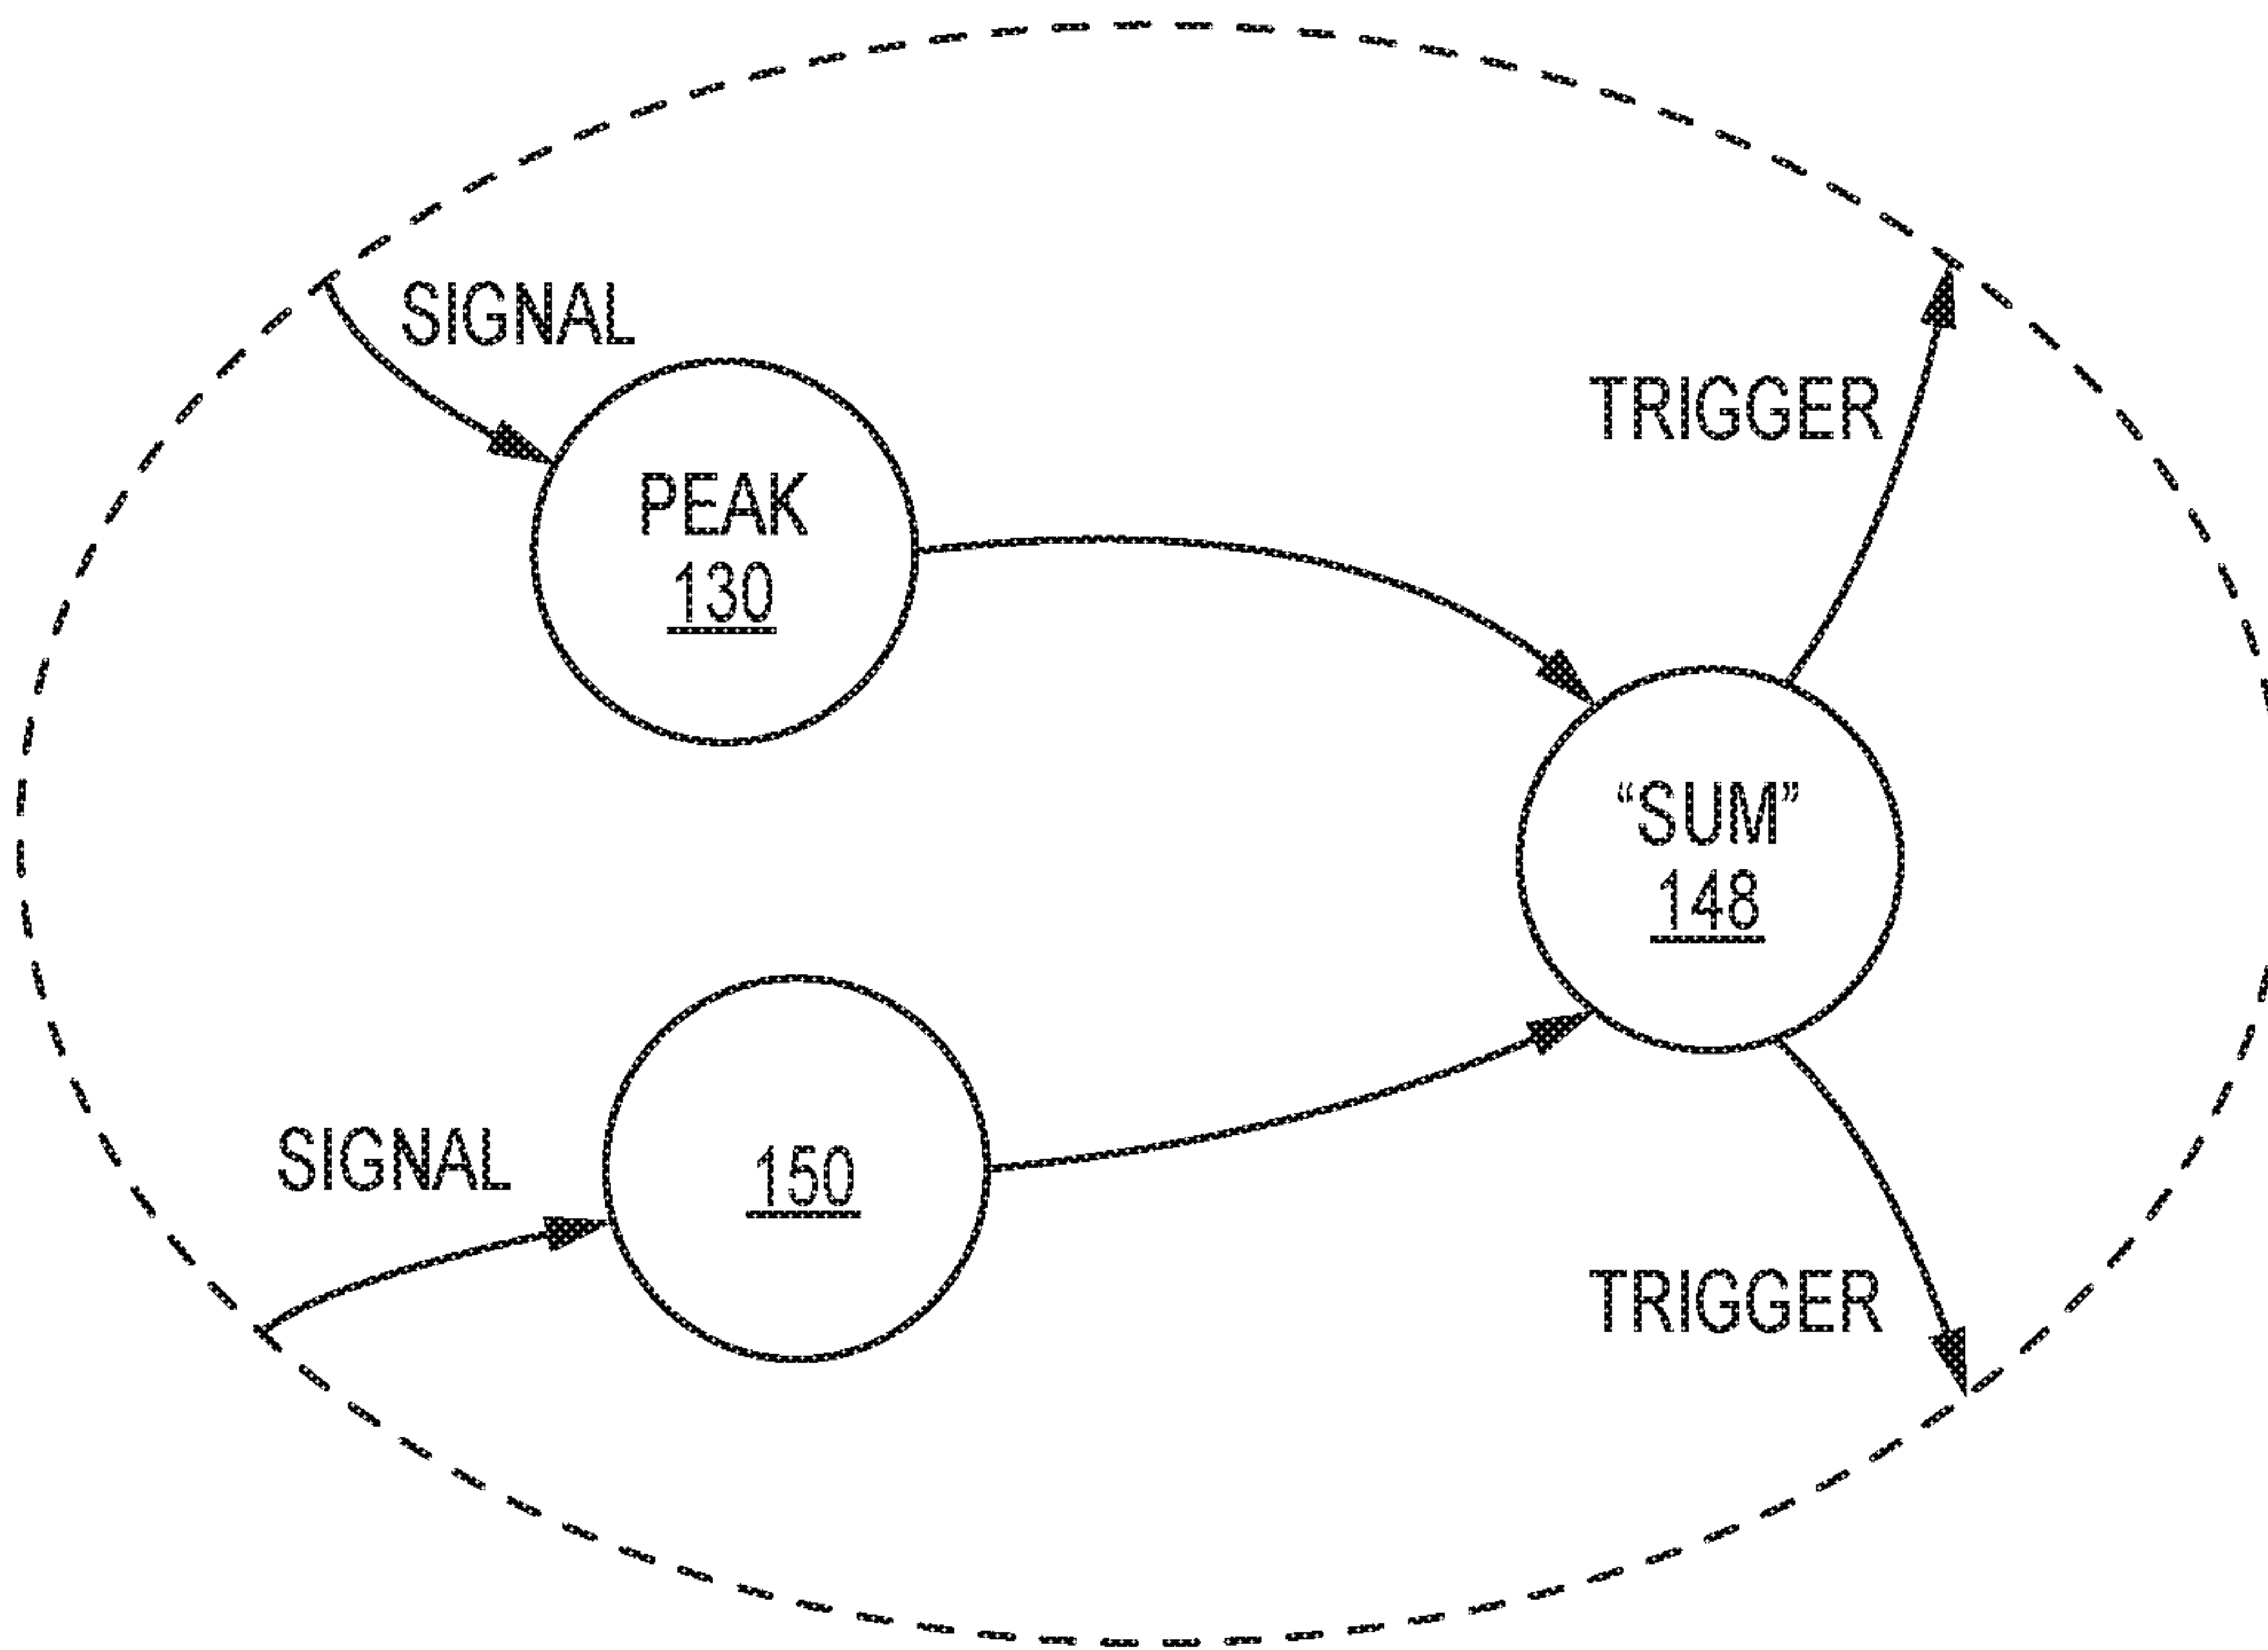 SIGNAL
TRIGGER
PEAK
130
“SUM”
148
SIGNAL
150
TRIGGER